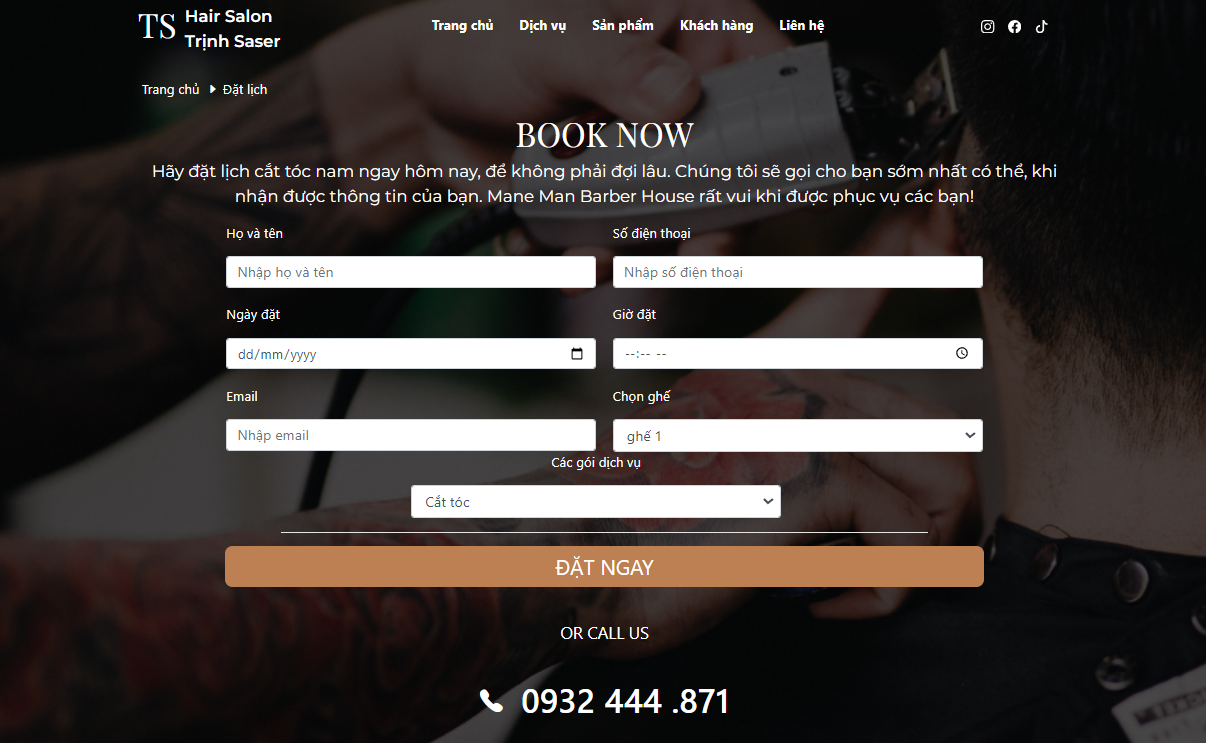 TS
Hair Salon
Trịnh Saser
Trang chủ Dịch vụ Sản phẩm Khách hàng Liên hệ
Trang chủ Đặt lịch
BOOK NOW
Hãy đặt lịch cắt tóc nam ngay hôm nay, để không phải đợi lâu. Chúng tôi sẽ gọi cho bạn sớm nhất có thể, khi
nhận được thông tin của bạn. Mane Man Barber House rất vui khi được phục vụ các bạn!
Họ và tên Số điện thoại
Nhập họ và tên Nhập số điện thoại
Ngày đặt Giờ đặt
dd/mm/yyyy --:-- --
Email Chọn ghế
Nhập email ghế 1
Các gói dịch vụ
Cắt tóc
ĐẶT NGAY
OR CALL US
0932 444 .871